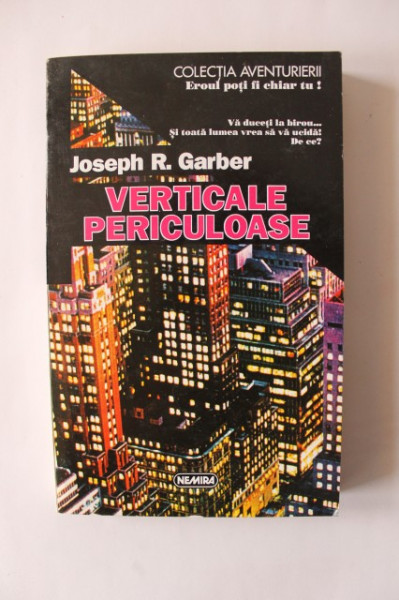 COLECȚIA AVENTURIERII
Eroul poți fi chiar tu !
Vă duceți la birou...
Și toată lumea vrea să vă ucidă!
De ce?
Joseph R. Garber
VERTICALE
PERICULOASE
NEMIRA